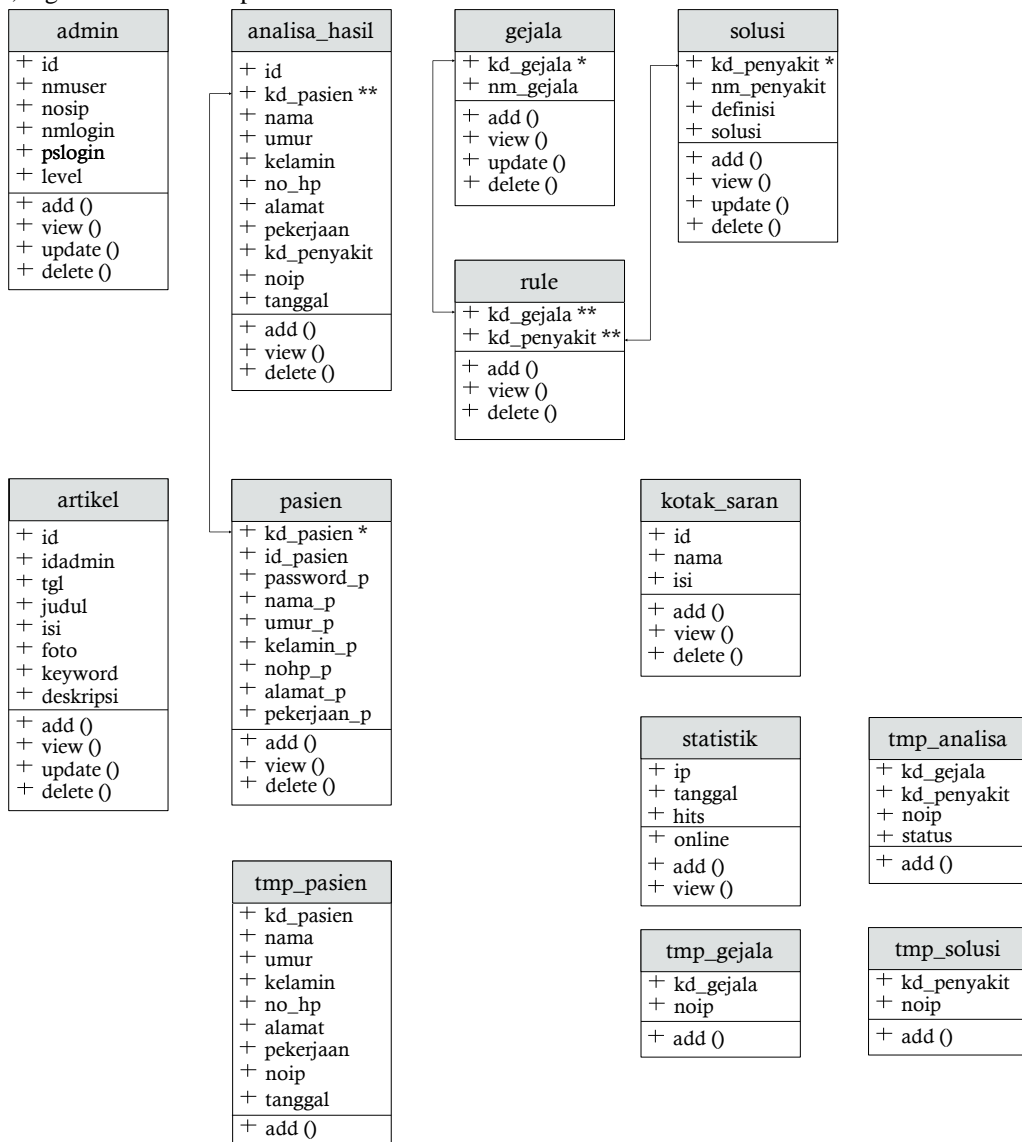 admin
+ id
+ nmuser
+ nosip
+ nmlogin
+ pslogin
+ level
+ add ()
+ view ()
+ update ()
+ delete ()
analisa_hasil
+ id
+ kd_pasien **
+ nama
+ umur
+ kelamin
+ no_hp
+ alamat
+ pekerjaan
+ kd_penyakit
+ noip
+ tanggal
+ add ()
+ view ()
+ delete ()
gejala
+ kd_gejala *
+ nm_gejala
+ add ()
+ view ()
+ update ()
+ delete ()
solusi
+ kd_penyakit *
+ nm_penyakit
+ definisi
+ solusi
+ add ()
+ view ()
+ update ()
+ delete ()
rule
+ kd_gejala **
+ kd_penyakit **
+ add ()
+ view ()
+ delete ()
artikel
+ id
+ idadmin
+ tgl
+ judul
+ isi
+ foto
+ keyword
+ deskripsi
+ add ()
+ view ()
+ update ()
+ delete ()
pasien
+ kd_pasien *
+ id_pasien
+ password_p
+ nama_p
+ umur_p
+ kelamin_p
+ nohp_p
+ alamat_p
+ pekerjaan_p
+ add ()
+ view ()
+ delete ()
kotak_saran
+ id
+ nama
+ isi
+ add ()
+ view ()
+ delete ()
statistik
+ ip
+ tanggal
+ hits
+ online
+ add ()
+ view ()
tmp_analisa
+ kd_gejala
+ kd_penyakit
+ noip
+ status
+ add ()
tmp_pasien
+ kd_pasien
+ nama
+ umur
+ kelamin
+ no_hp
+ alamat
+ pekerjaan
+ noip
+ tanggal
+ add ()
tmp_gejala
+ kd_gejala
+ noip
+ add ()
tmp_solusi
+ kd_penyakit
+ noip
+ add ()